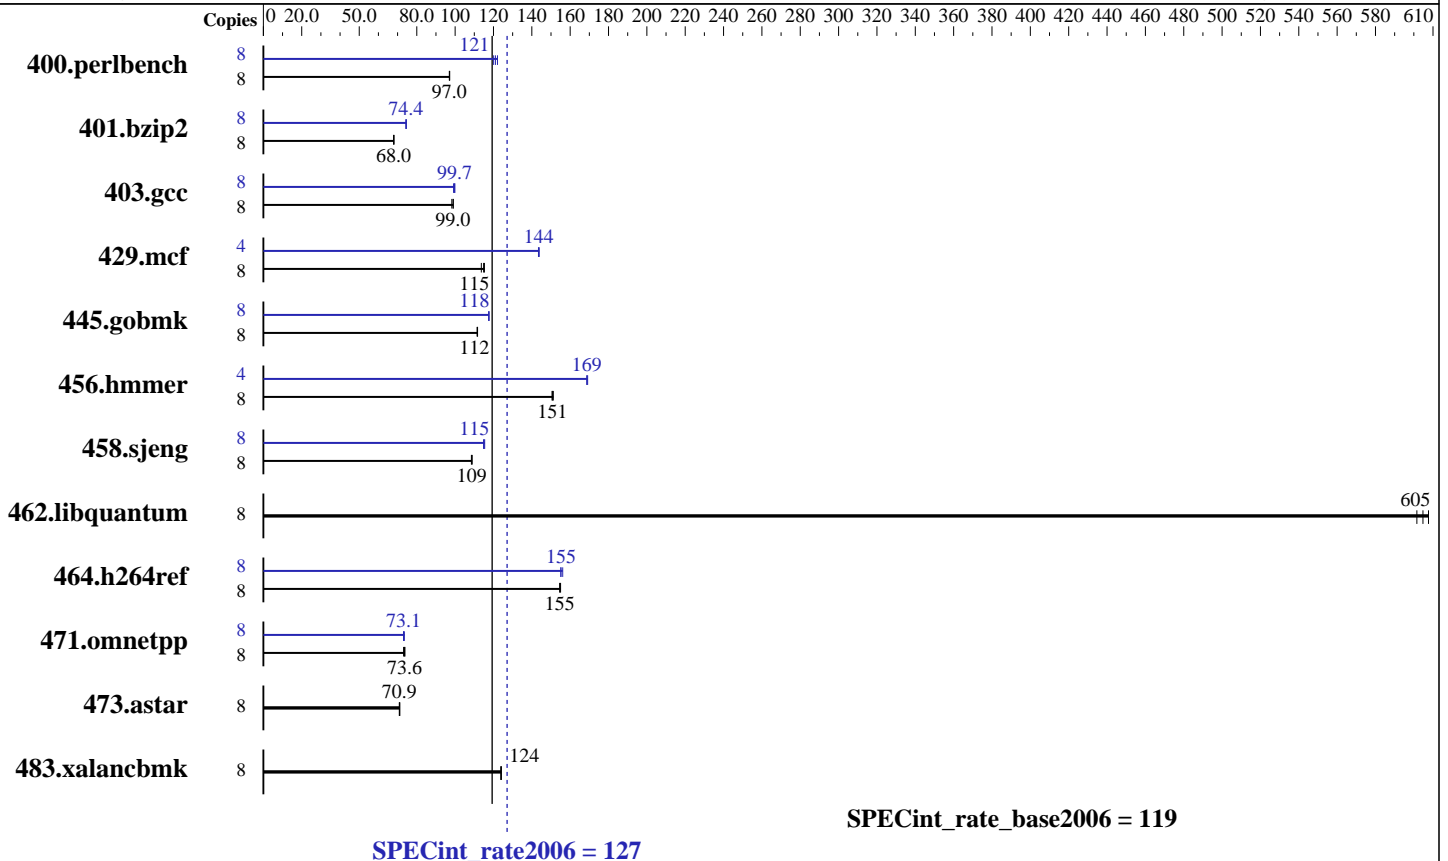 Copies 0 20.0 50.0 80.0 100 120 140 160 180 200 220 240 260 280 300 320 340 360 380 400 420 440 460 480 500 520 540 560 580 610
400.perlbench 8 121
8 97.0
401.bzip2 8 74.4
8 68.0
403.gcc 8 99.7
8 99.0
429.mcf 4 144
8 115
445.gobmk 8 118
8 112
456.hmmer 4 169
8 151
458.sjeng 8 115
8 109
462.libquantum 8 605
464.h264ref 8 155
8 155
471.omnetpp 8 73.1
8 73.6
473.astar 8 70.9
483.xalancbmk 8 124
SPECint_rate_base2006 = 119
SPECint_rate2006 = 127